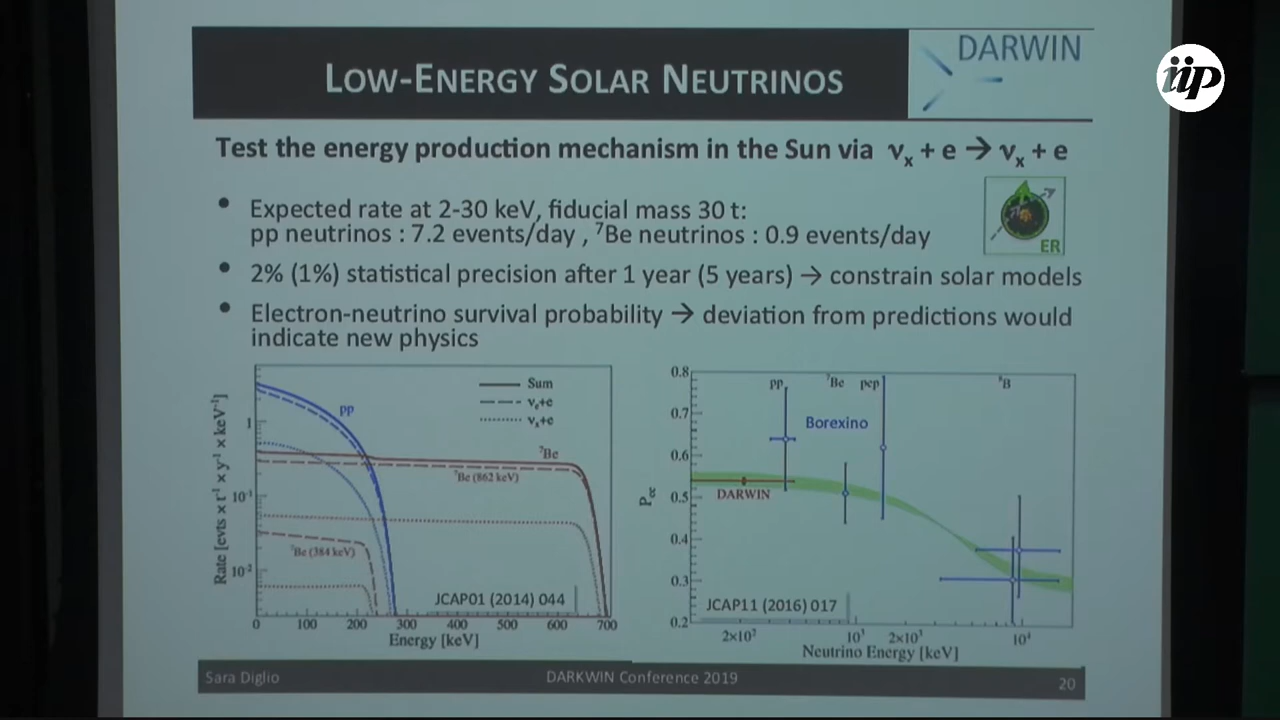 LOW-ENERGY SOLAR NEUTRINOS
DARWIN
iip
Test the energy production mechanism in the Sun via νₓ + e → νₓ + e
• Expected rate at 2-30 keV, fiducial mass 30 t:
pp neutrinos : 7.2 events/day , ⁷Be neutrinos : 0.9 events/day
ER
• 2% (1%) statistical precision after 1 year (5 years) → constrain solar models
• Electron-neutrino survival probability → deviation from predictions would
indicate new physics
Rate [evts x t⁻¹ x y⁻¹ x keV⁻¹]
1
10⁻¹
10⁻²
pp
Sum
νₑ+e
νₓ+e
⁷Be
⁷Be (862 keV)
⁷Be (384 keV)
JCAP01 (2014) 044
0 100 200 300 400 500 600 700
Energy [keV]
Pₑₑ
0.8
0.7
0.6
0.5
0.4
0.3
0.2
pp ⁷Be pep ⁸B
Borexino
DARWIN
JCAP11 (2016) 017
2×10² 10³ 2×10³ 10⁴
Neutrino Energy [keV]
Sara Diglio DARKWIN Conference 2019 20